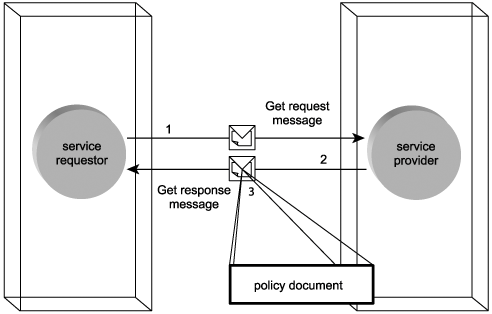 1
Get request
message
service
requestor
service
provider
2
Get response
message
3
policy document